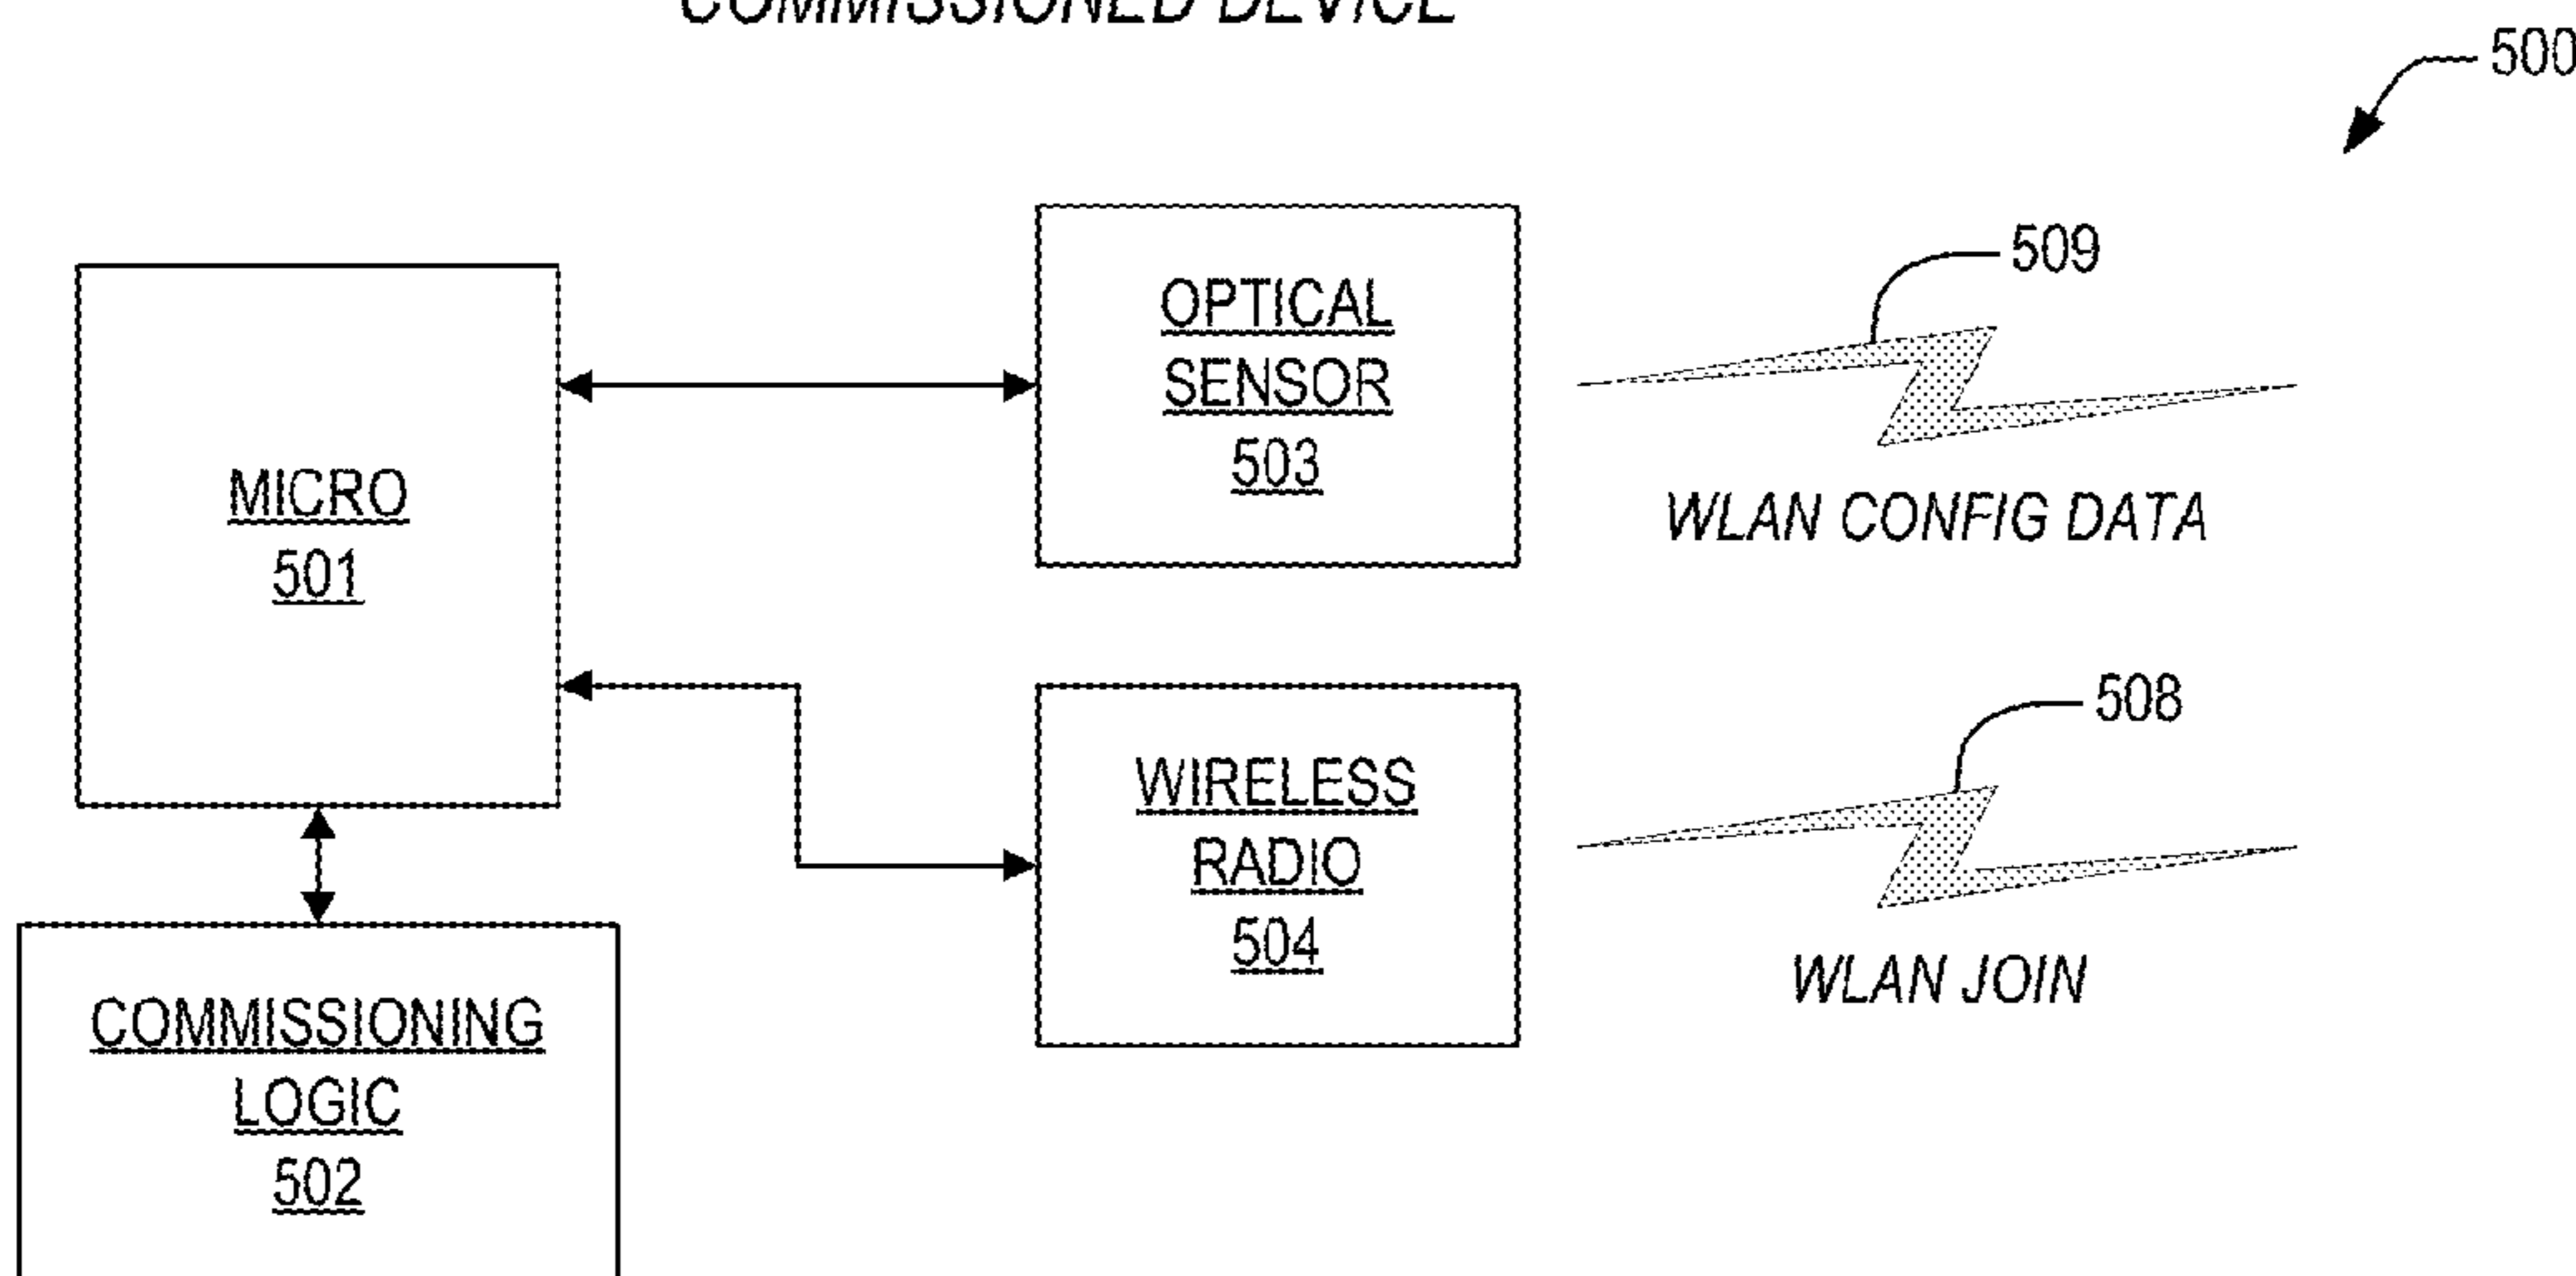 COMMISSIONED DEVICE
500
509
OPTICAL
SENSOR
503
MICRO
501
WLAN CONFIG DATA
508
WIRELESS
RADIO
504
WLAN JOIN
COMMISSIONING
LOGIC
502